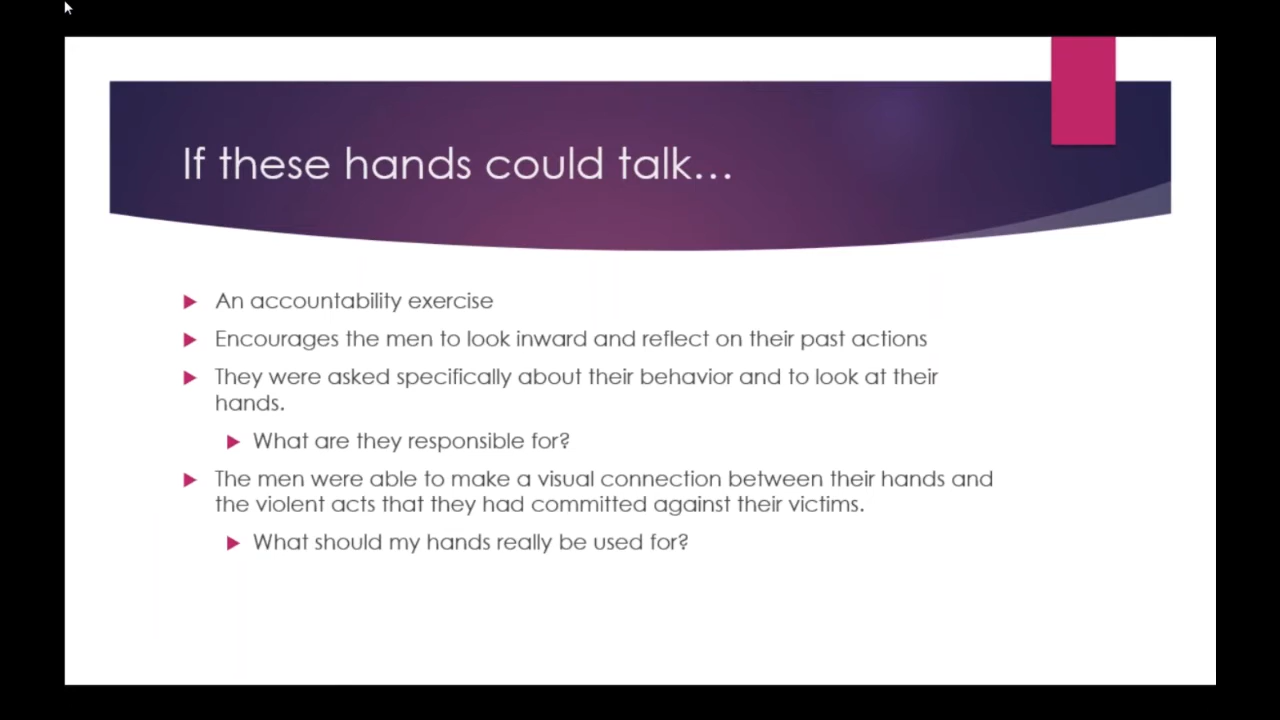 If these hands could talk...
An accountability exercise
Encourages the men to look inward and reflect on their past actions
They were asked specifically about their behavior and to look at their
hands.
What are they responsible for?
The men were able to make a visual connection between their hands and
the violent acts that they had committed against their victims.
What should my hands really be used for?